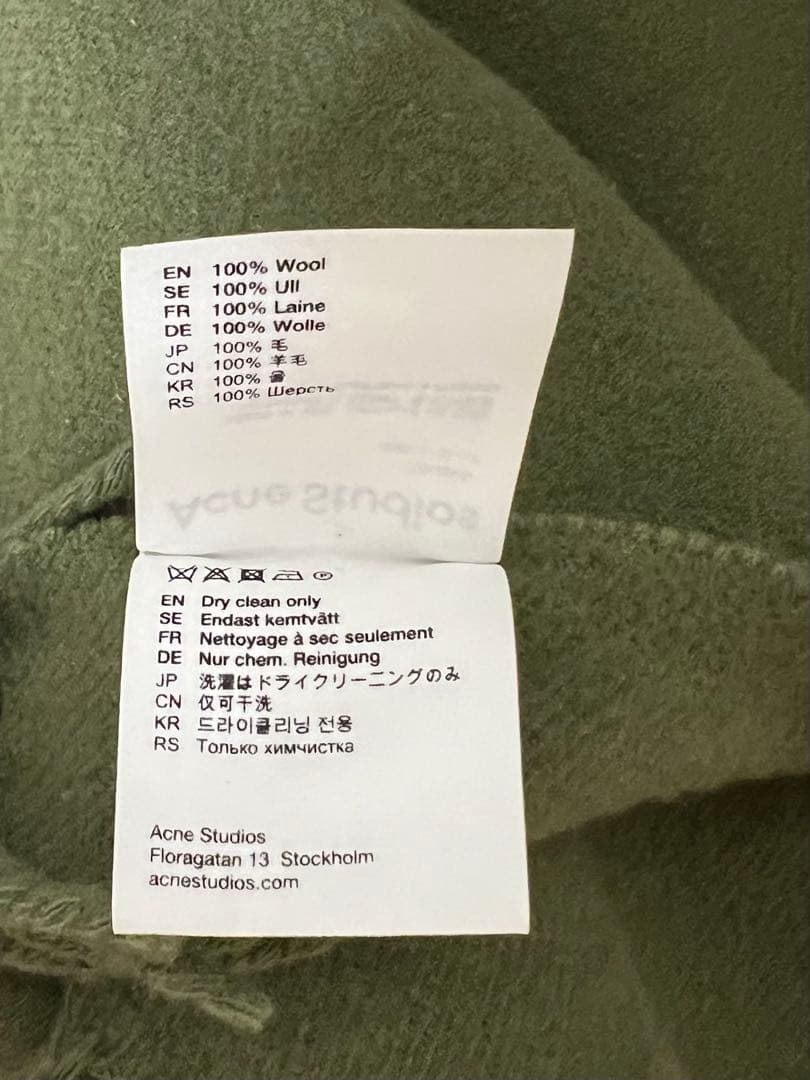 EN 100% Wool
SE 100% Ull
FR 100% Laine
DE 100% Wolle
JP 100% 毛
CN 100% 羊毛
KR 100% 울
RS 100% Шерсть
Acne Studios
EN Dry clean only
SE Endast kemtvätt
FR Nettoyage à sec seulement
DE Nur chem. Reinigung
JP 洗濯はドライクリーニングのみ
CN 仅可干洗
KR 드라이클리닝 전용
RS Только химчистка
Acne Studios
Floragatan 13 Stockholm
acnestudios.com